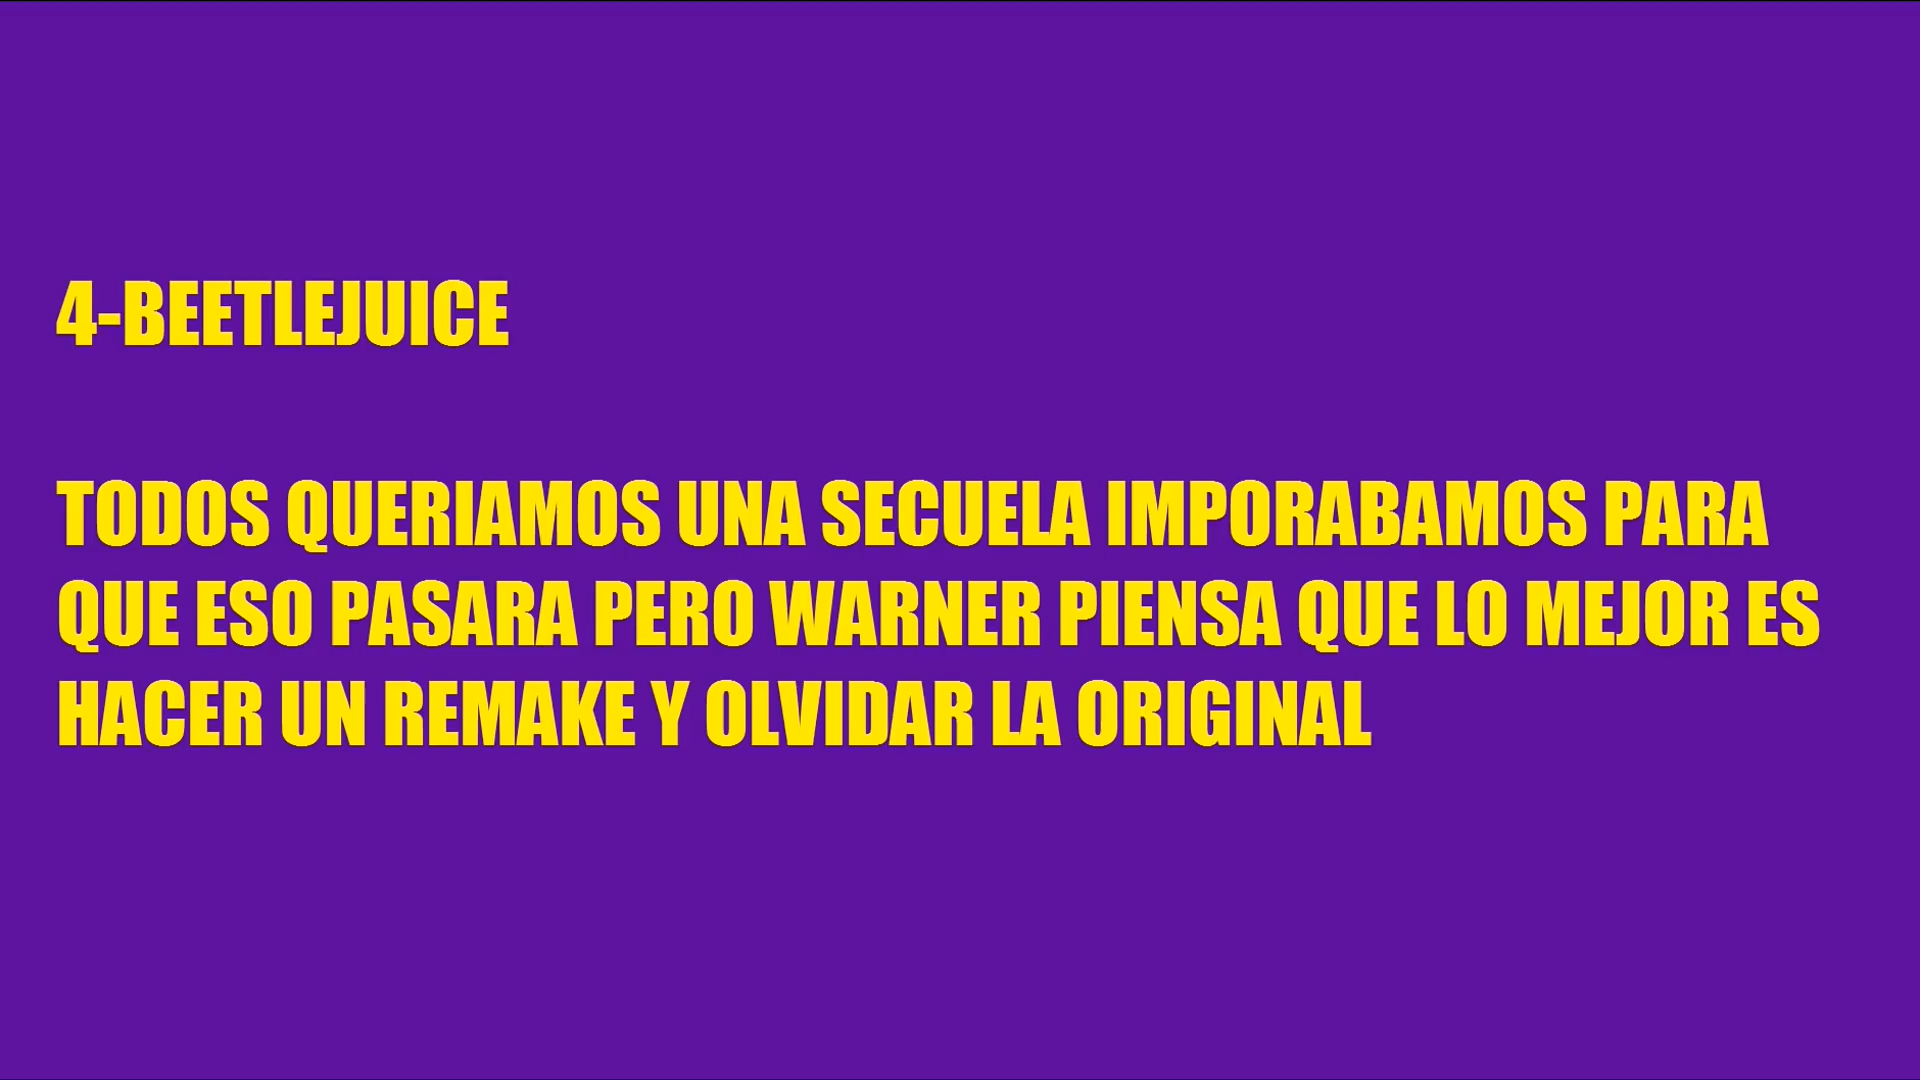 4-BEETLEJUICE
TODOS QUERIAMOS UNA SECUELA IMPORABAMOS PARA
QUE ESO PASARA PERO WARNER PIENSA QUE LO MEJOR ES
HACER UN REMAKE Y OLVIDAR LA ORIGINAL